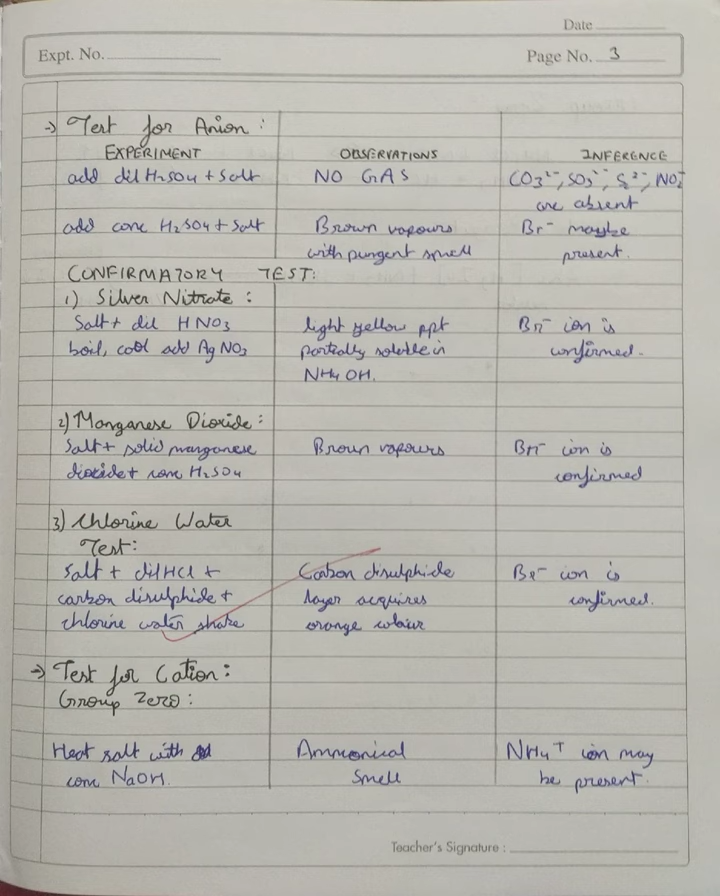 Date
Expt. No.
Page No. 3
→ Test for Anion :
EXPERIMENT OBSERVATIONS INFERENCE
add dil H2SO4 + Salt NO GAS CO3²⁻, SO3²⁻, S²⁻, NO2⁻
are absent
add conc H2SO4 + Salt Brown vapours Br⁻ maybe
with pungent smell present.
CONFIRMATORY TEST:
1) Silver Nitrate :
Salt + dil HNO3 light yellow ppt Br⁻ ion is
boil, cool add AgNO3 partially soluble in confirmed.
NH4OH.
2) Manganese Dioxide :
Salt + solid manganese Brown vapours Br⁻ ion is
dioxide + conc H2SO4 confirmed
3) Chlorine Water
Test:
Salt + dil HCl + Carbon disulphide Br⁻ ion is
carbon disulphide + layer acquires confirmed.
chlorine water shake orange colour
→ Test for Cation :
Group Zero :
Heat salt with Ammonical NH4⁺ ion may
conc NaOH. Smell be present.
Teacher's Signature :